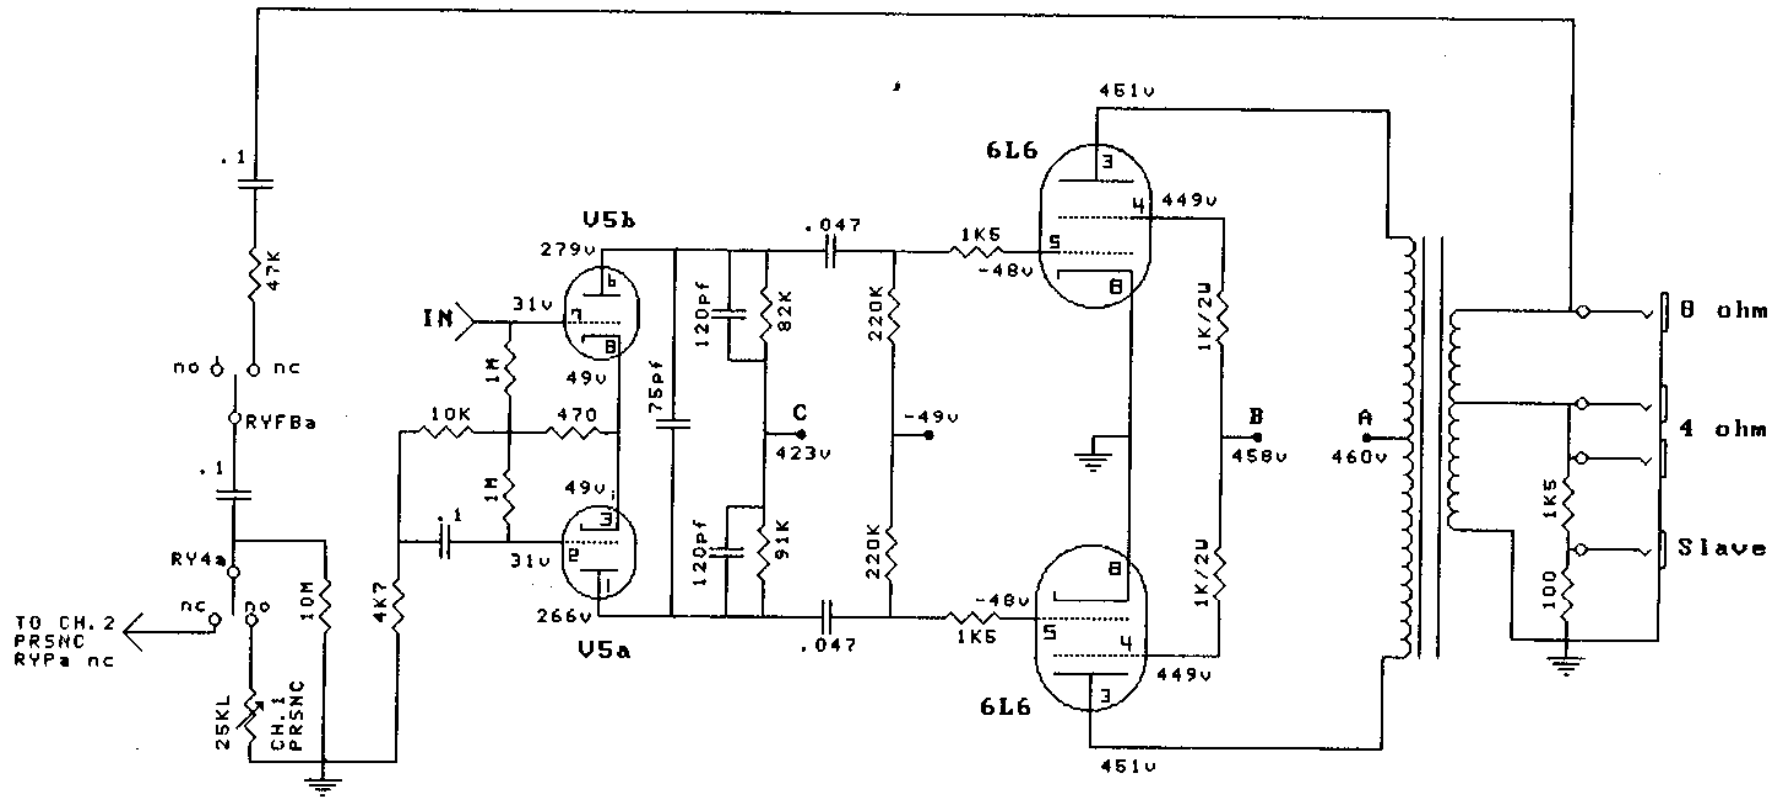 451v
6L6
3
.1
4
449v
V5b
.047
1K5
5
279v
-48v
47K
6
31v
8
IN
7
120pf
82K
220K
1K/2W
8 ohm
8
no
nc
1M
49v
75pf
10K
470
C
-49v
B
A
RYFBa
423v
458v
460v
4 ohm
.1
1M
49v
3
.1
120pf
91K
220K
1K/2W
1K5
2
Slave
RY4a
31v
8
nc
no
10M
4K7
1
-48v
100
TO CH.2
PRSNC
RYPa nc
266v
5
1K5
4
V5a
.047
449v
25KL
CH.1
PRSNC
6L6
3
451v